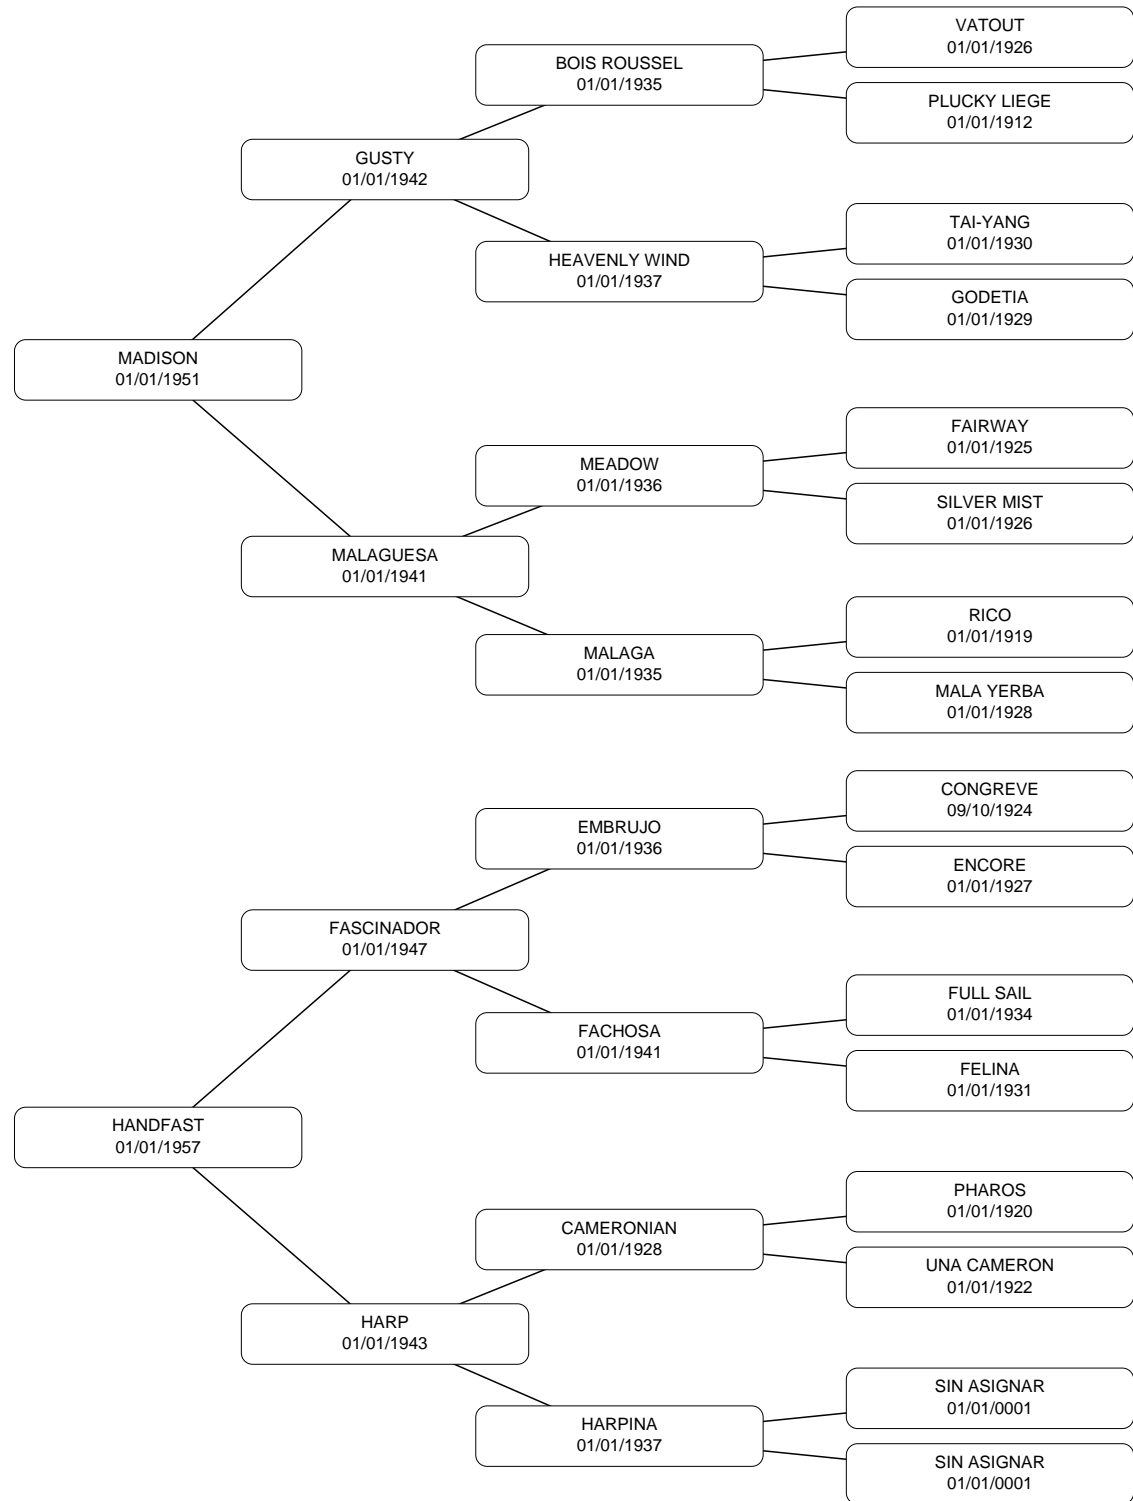 VATOUT
01/01/1926
BOIS ROUSSEL
01/01/1935
PLUCKY LIEGE
01/01/1912
GUSTY
01/01/1942
TAI-YANG
01/01/1930
HEAVENLY WIND
01/01/1937
GODETIA
01/01/1929
MADISON
01/01/1951
FAIRWAY
01/01/1925
MEADOW
01/01/1936
SILVER MIST
01/01/1926
MALAGUESA
01/01/1941
RICO
01/01/1919
MALAGA
01/01/1935
MALA YERBA
01/01/1928
CONGREVE
09/10/1924
EMBRUJO
01/01/1936
ENCORE
01/01/1927
FASCINADOR
01/01/1947
FULL SAIL
01/01/1934
FACHOSA
01/01/1941
FELINA
01/01/1931
HANDFAST
01/01/1957
PHAROS
01/01/1920
CAMERONIAN
01/01/1928
UNA CAMERON
01/01/1922
HARP
01/01/1943
SIN ASIGNAR
01/01/0001
HARPINA
01/01/1937
SIN ASIGNAR
01/01/0001